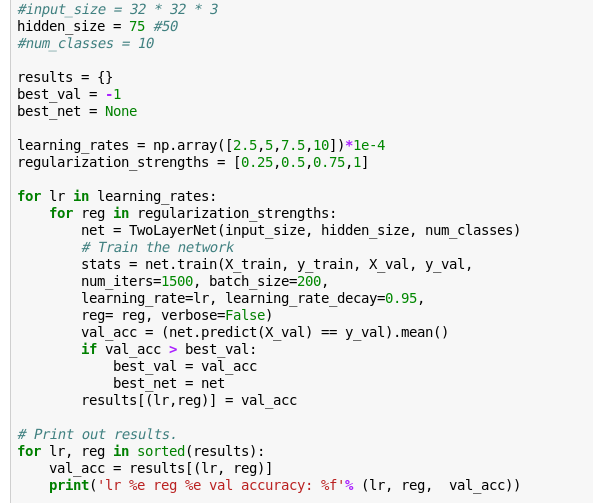 #input_size = 32 * 32 * 3
hidden_size = 75 #50
#num_classes = 10

results = {}
best_val = -1
best_net = None

learning_rates = np.array([2.5,5,7.5,10])*1e-4
regularization_strengths = [0.25,0.5,0.75,1]

for lr in learning_rates:
    for reg in regularization_strengths:
        net = TwoLayerNet(input_size, hidden_size, num_classes)
        # Train the network
        stats = net.train(X_train, y_train, X_val, y_val,
        num_iters=1500, batch_size=200,
        learning_rate=lr, learning_rate_decay=0.95,
        reg= reg, verbose=False)
        val_acc = (net.predict(X_val) == y_val).mean()
        if val_acc > best_val:
            best_val = val_acc
            best_net = net
        results[(lr,reg)] = val_acc

# Print out results.
for lr, reg in sorted(results):
    val_acc = results[(lr, reg)]
    print('lr %e reg %e val accuracy: %f'% (lr, reg,  val_acc))